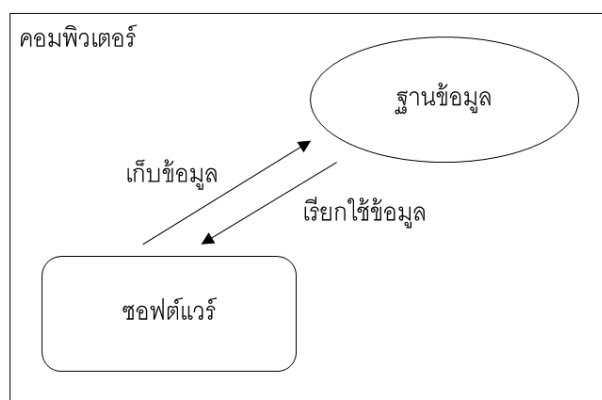 คอมพิวเตอร์
ฐานข้อมูล
เก็บข้อมูล
เรียกใช้ข้อมูล
ซอฟต์แวร์